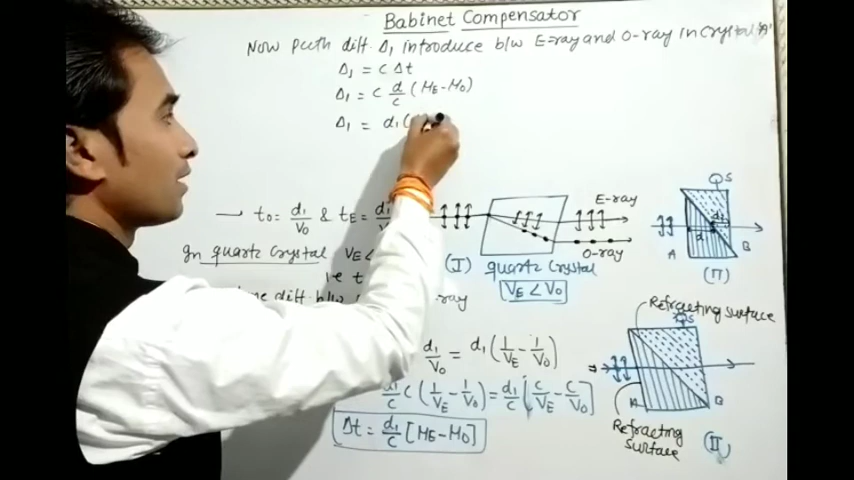 Babinet Compensator
Now path diff. Δ₁ introduce b/w E-ray and O-ray in Crystal 'A'
Δ₁ = C Δt
Δ₁ = C d/C (μE - μO)
Δ₁ = d₁(
→ tO = d₁/VO & tE = d₁/V
In quartz Crystal VE <
ie t
diff. b/w
-ray
d₁/VO = d₁(1/VE - 1/VO)
d₁/C C(1/VE - 1/VO) = d₁/C [C/VE - C/VO]
Δt = d₁/C [μE - μO]
E-ray
O-ray
(I) quartz Crystal
VE < VO
S
d₁
d
A
B
(II)
Refracting surface
S
A
B
Refracting
surface
(II)